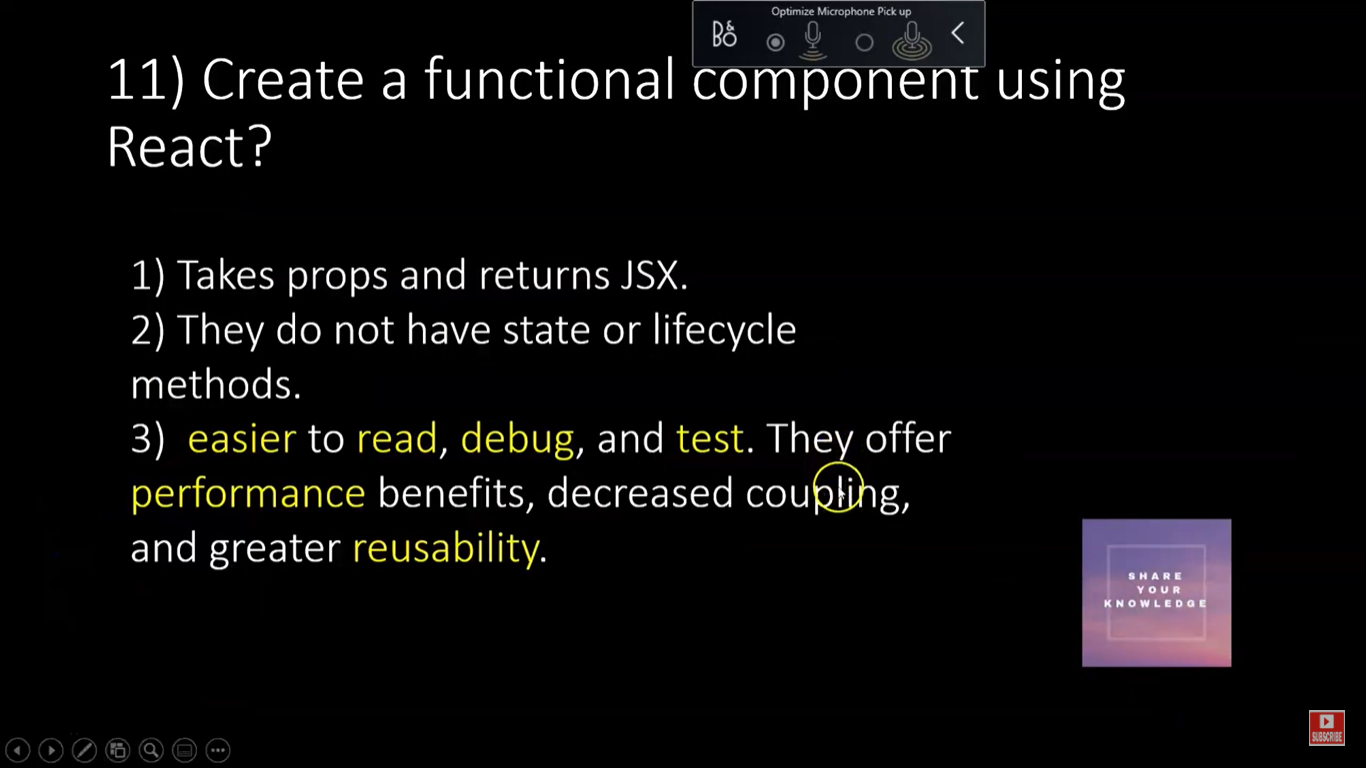 Optimize Microphone Pick up
B&O
11) Create a functional component using
React?
1) Takes props and returns JSX.
2) They do not have state or lifecycle
methods.
3) easier to read, debug, and test. They offer
performance benefits, decreased coupling,
and greater reusability.
SHARE
YOUR
KNOWLEDGE
SUBSCRIBE